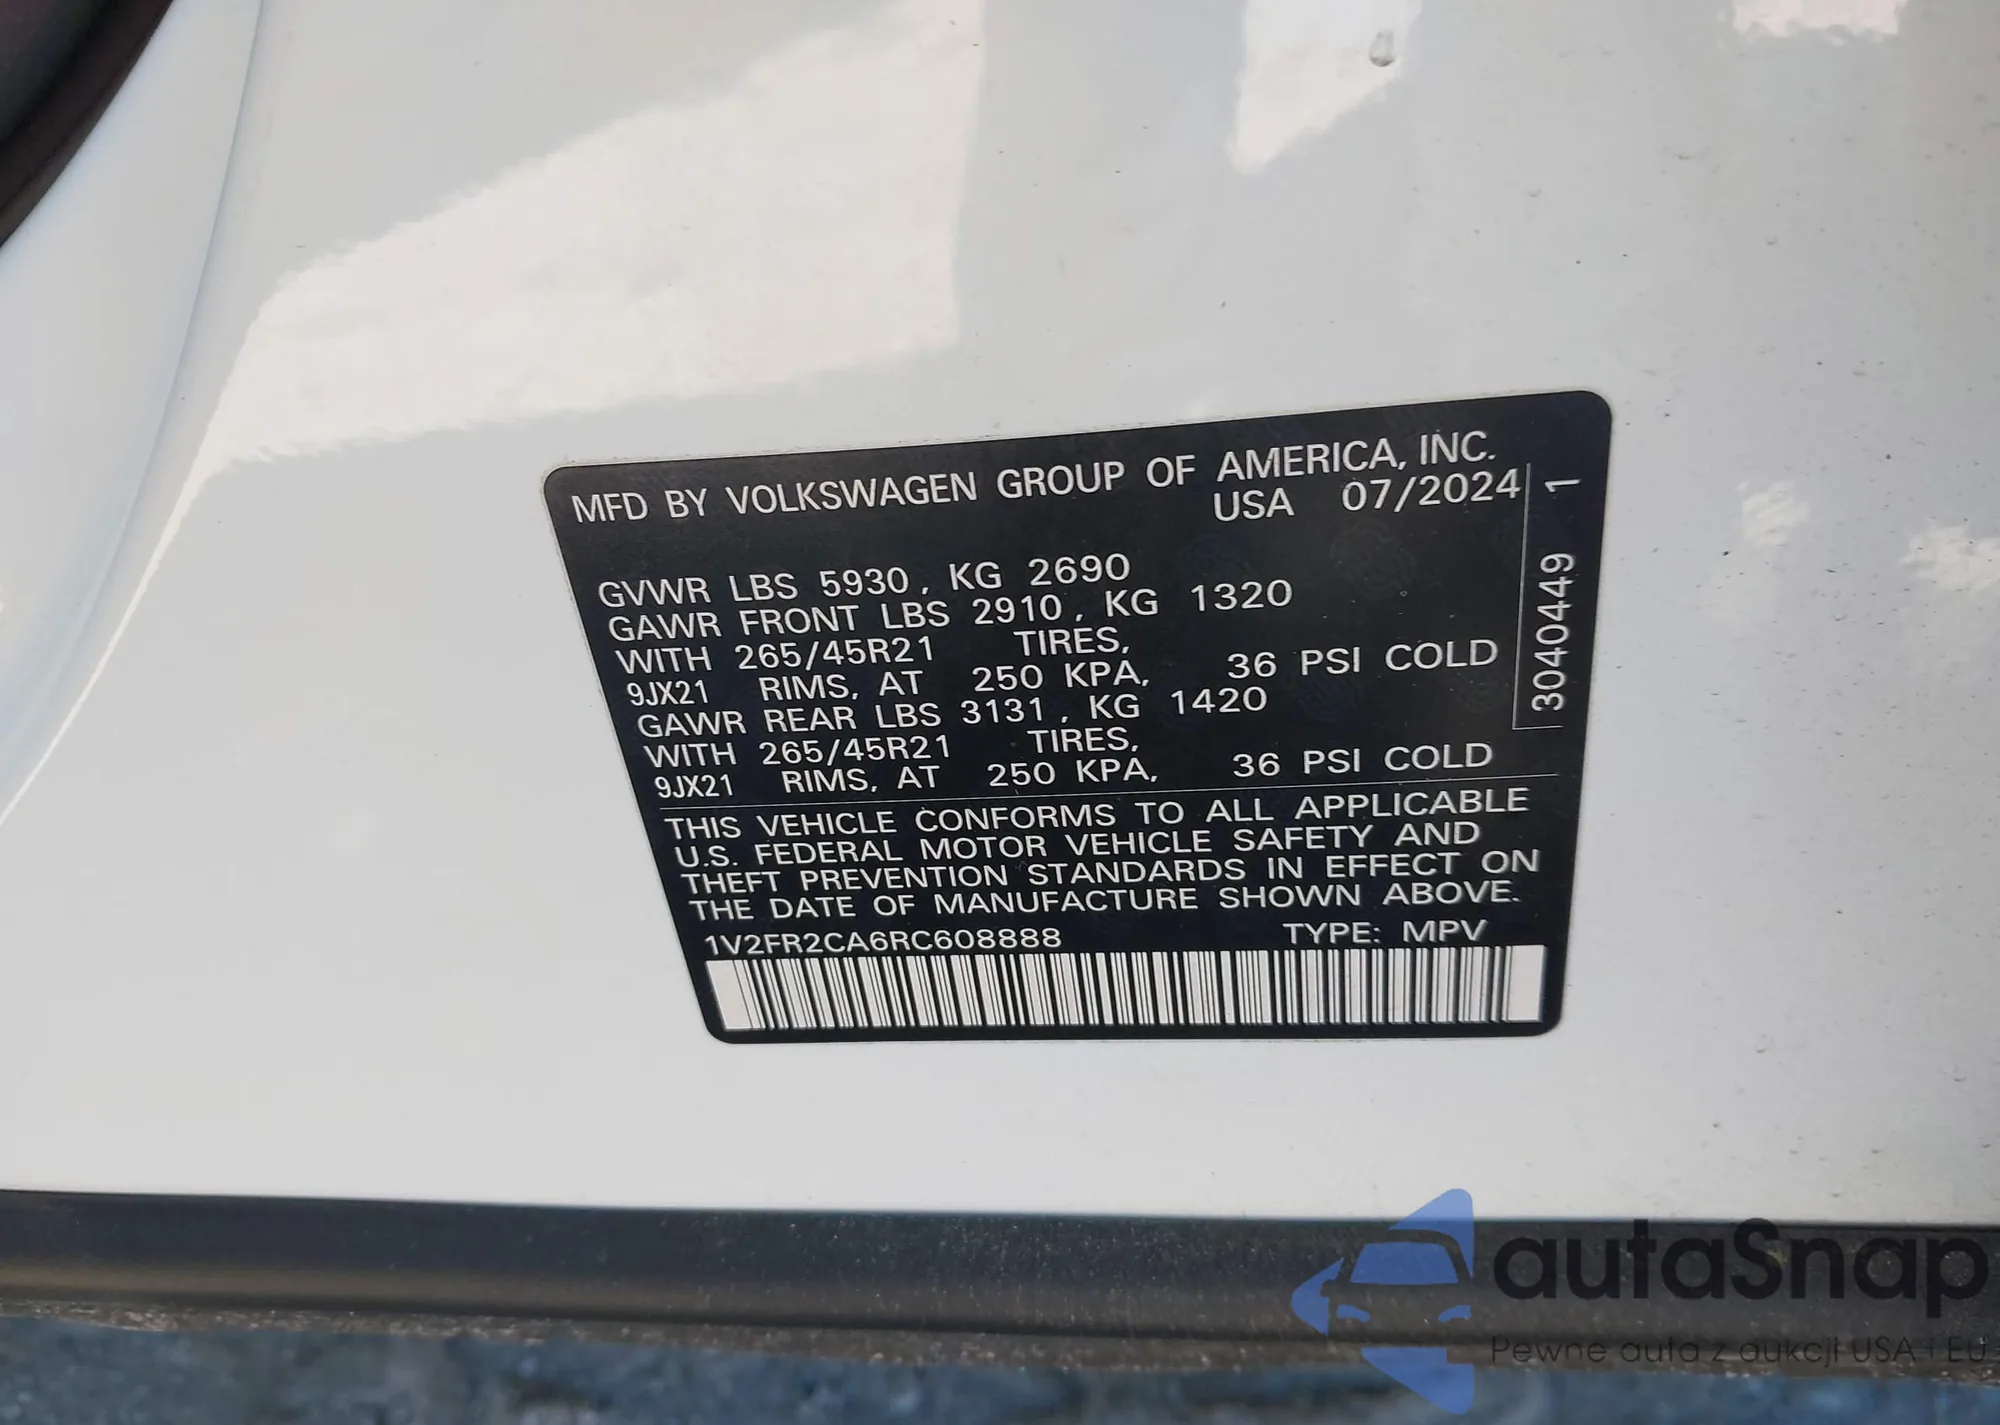 MFD BY VOLKSWAGEN GROUP OF AMERICA, INC.
USA 07/2024
GVWR LBS 5930, KG 2690
GAWR FRONT LBS 2910, KG 1320
WITH 265/45R21 TIRES,
9JX21 RIMS, AT 250 KPA, 36 PSI COLD
GAWR REAR LBS 3131, KG 1420
WITH 265/45R21 TIRES,
9JX21 RIMS, AT 250 KPA, 36 PSI COLD
THIS VEHICLE CONFORMS TO ALL APPLICABLE
U.S. FEDERAL MOTOR VEHICLE SAFETY AND
THEFT PREVENTION STANDARDS IN EFFECT ON
THE DATE OF MANUFACTURE SHOWN ABOVE.
1V2FR2CA6RC608888 TYPE: MPV
3040449 1
autaSnap
Pewne auta z aukcji USA i EU